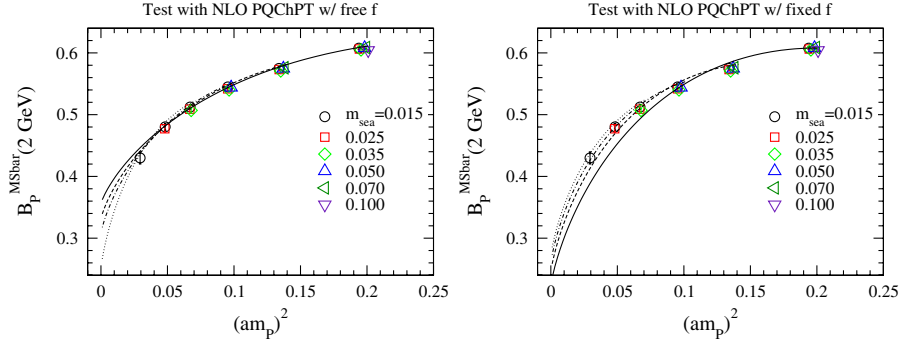 Test with NLO PQChPT w/ free f
B_P^MSbar(2 GeV)
0.6
0.5
0.4
0.3
m_sea=0.015
0.025
0.035
0.050
0.070
0.100
0 0.05 0.1 0.15 0.2 0.25
(am_P)^2
Test with NLO PQChPT w/ fixed f
B_P^MSbar(2 GeV)
0.6
0.5
0.4
0.3
m_sea=0.015
0.025
0.035
0.050
0.070
0.100
0 0.05 0.1 0.15 0.2 0.25
(am_P)^2